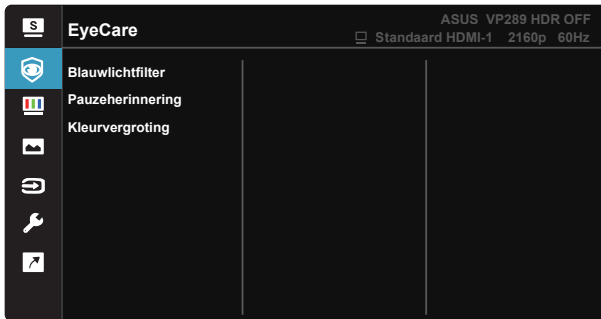 S
EyeCare
ASUS VP289 HDR OFF
Standaard HDMI-1 2160p 60Hz
Blauwlichtfilter
Pauzeherinnering
Kleurvergroting